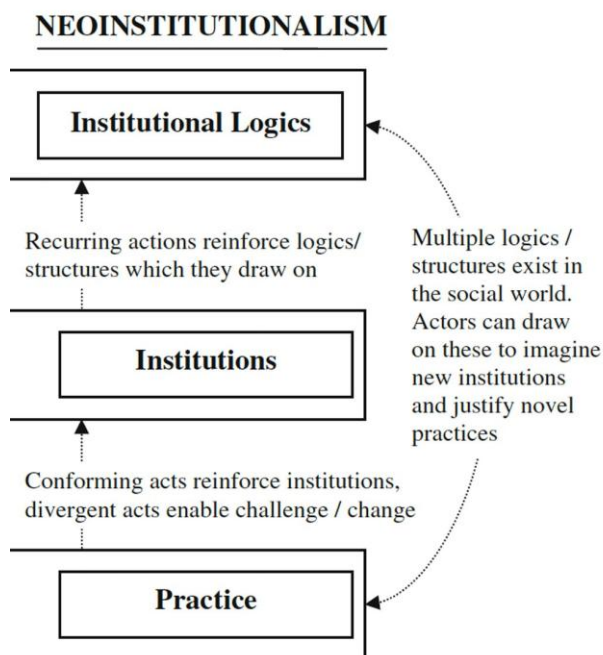 NEOINSTITUTIONALISM
Institutional Logics
Recurring actions reinforce logics/
structures which they draw on
Multiple logics /
structures exist in
the social world.
Actors can draw
on these to imagine
new institutions
and justify novel
practices
Institutions
Conforming acts reinforce institutions,
divergent acts enable challenge / change
Practice